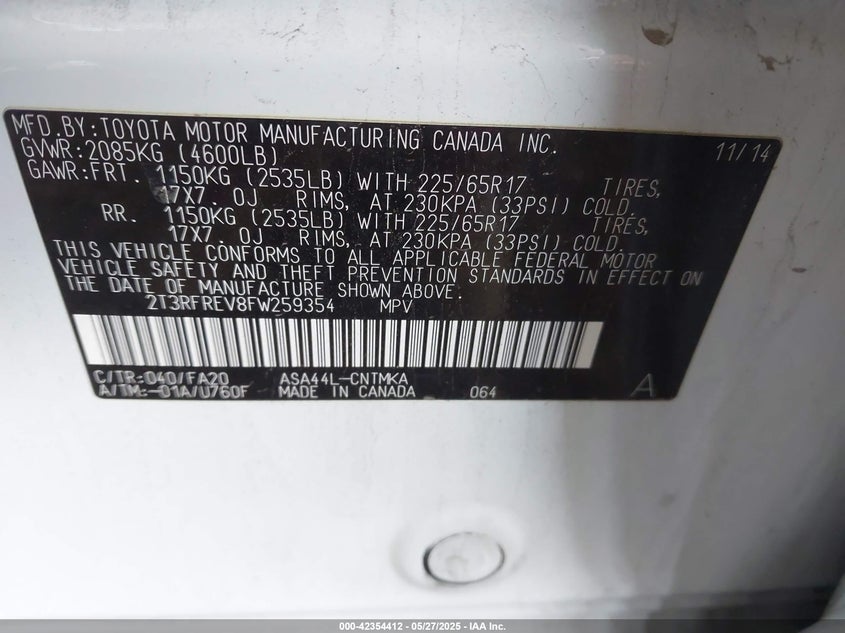 MFD.BY:TOYOTA MOTOR MANUFACTURING CANADA INC. 11/14
GVWR:2085KG (4600LB)
GAWR:FRT. 1150KG (2535LB) WITH 225/65R17 TIRES,
17X7.0J RIMS, AT 230KPA (33PSI) COLD.
RR. 1150KG (2535LB) WITH 225/65R17 TIRES,
17X7.0J RIMS, AT 230KPA (33PSI) COLD.
THIS VEHICLE CONFORMS TO ALL APPLICABLE FEDERAL MOTOR
VEHICLE SAFETY AND THEFT PREVENTION STANDARDS IN EFFECT ON
THE DATE OF MANUFACTURE SHOWN ABOVE.
2T3RFREV8FW259354 MPV
C/TR:040/FA20 ASA44L-CNTMKA
A/TM:-01A/U760F MADE IN CANADA 064 A
000-42354412 - 05/27/2025 - IAA Inc.